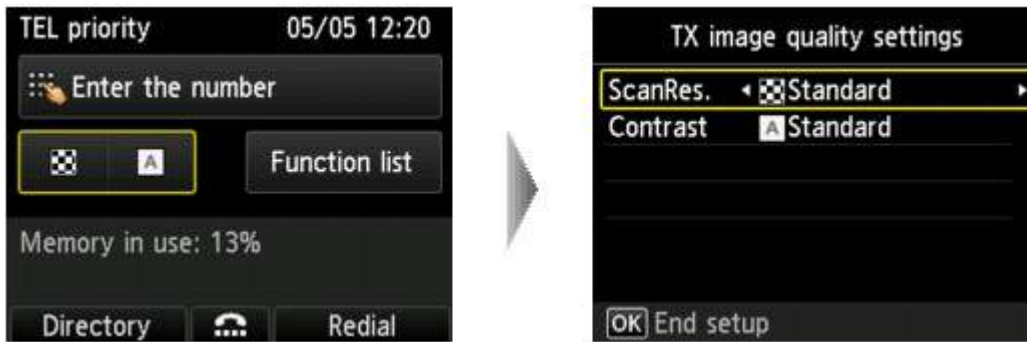 TEL priority 05/05 12:20
Enter the number
A Function list
Memory in use: 13%
Directory Redial
TX image quality settings
ScanRes. Standard
Contrast A Standard
OK End setup